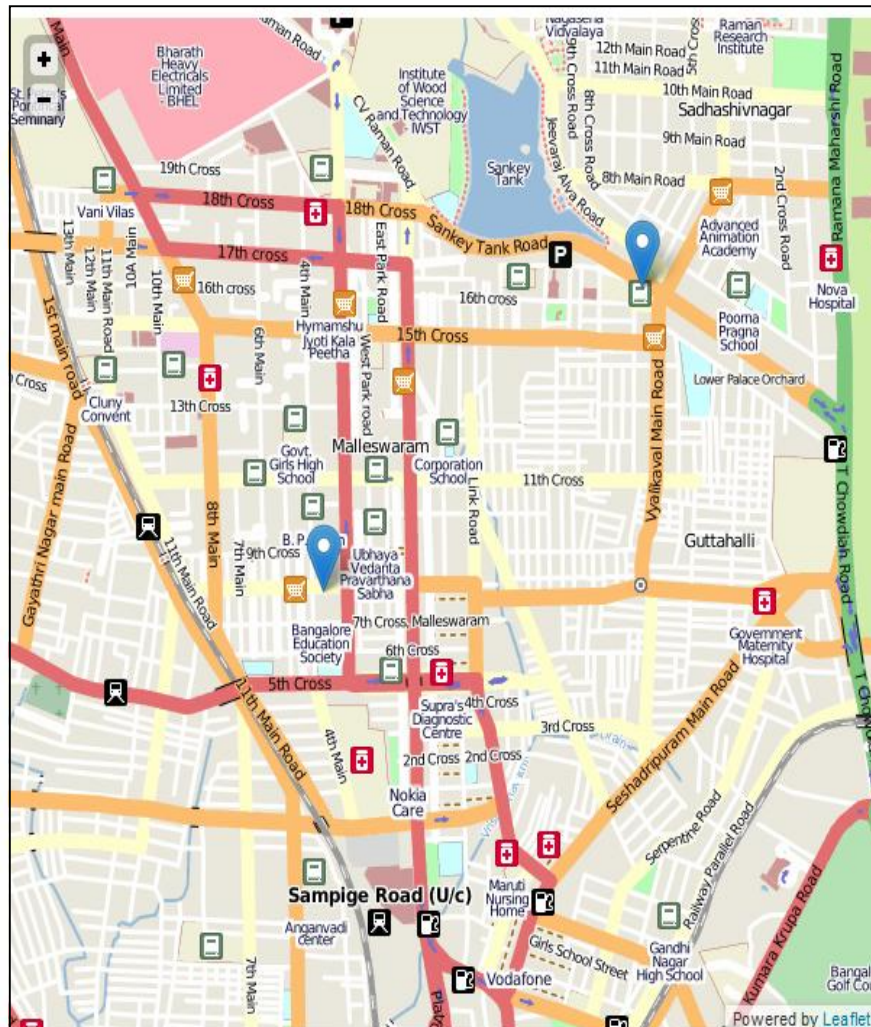 +
−
Main
Bharath
Heavy
Electricals
Limited
- BHEL
Seminary
CV Raman Road
Institute
of Wood
Science
and Technology
- IWST
Sankey
Tank
Nagasena
Vidyalaya
9th Cross Road
8th Cross Road
Jeevaraj Alva Road
12th Main Road
11th Main Road
5th Cross
Raman
Research
Institute
10th Main Road
Sadhashivnagar
9th Main Road
8th Main Road
2nd Cross Road
Ramana Maharshi Road
19th Cross
18th Cross
18th Cross
Sankey Tank Road
P
Vani Vilas
13th Main
12th Main
11th Main Road
10A Main
10th Main
17th cross
4th Main
East Park Road
Advanced
Animation
Academy
Nova
Hospital
16th cross
16th cross
Hymamshu
Jyoti Kala
Peetha
West Park road
15th Cross
Poorna
Pragna
School
1st main road
6th Main
Cross
Cluny
Convent
13th Cross
Lower Palace Orchard
Vyalikaval Main Road
Malleswaram
Govt.
Girls High
School
Corporation
School
Link Road
11th Cross
Gayathri Nagar main Road
8th Main
T Chowdiah Road
Guttahalli
11th Main Road
7th Main
9th Cross
Ubhaya
Vedanta
Pravarthana
Sabha
Bangalore
Education
Society
7th Cross, Malleswaram
6th Cross
Government
Maternity
Hospital
5th Cross
11th Main Road
4th Main
Supra's
Diagnostic
Centre
4th Cross
3rd Cross
2nd Cross
2nd Cross
Seshadripuram Main Road
Nokia
Care
Serpentine Road
Railway Parallel Road
Sampige Road (U/c)
Maruti
Nursing
Home
Anganvadi
center
Girls School Street
Gandhi
Nagar
High School
Kumara Krupa Road
7th Main
Vodafone
Platf
Bangal
Golf Co
Powered by Leaflet